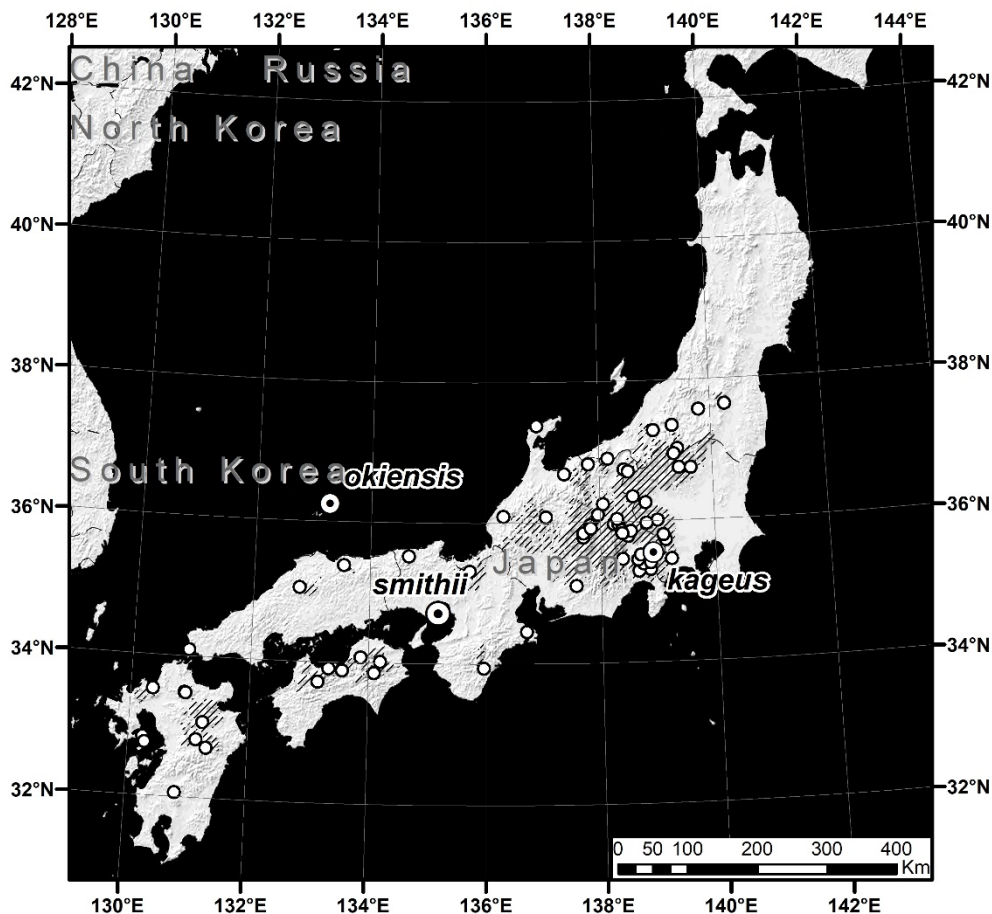 130°E 132°E 134°E 136°E 138°E 140°E 142°E 144°E
China Russia
42°N 42°N
North Korea
40°N 40°N
38°N 38°N
South Korea
okiensis
36°N 36°N
Japan
smithii
kageus
34°N 34°N
32°N 32°N
0 50 100 200 300 400
Km
128°E 130°E 132°E 134°E 136°E 138°E 140°E 142°E